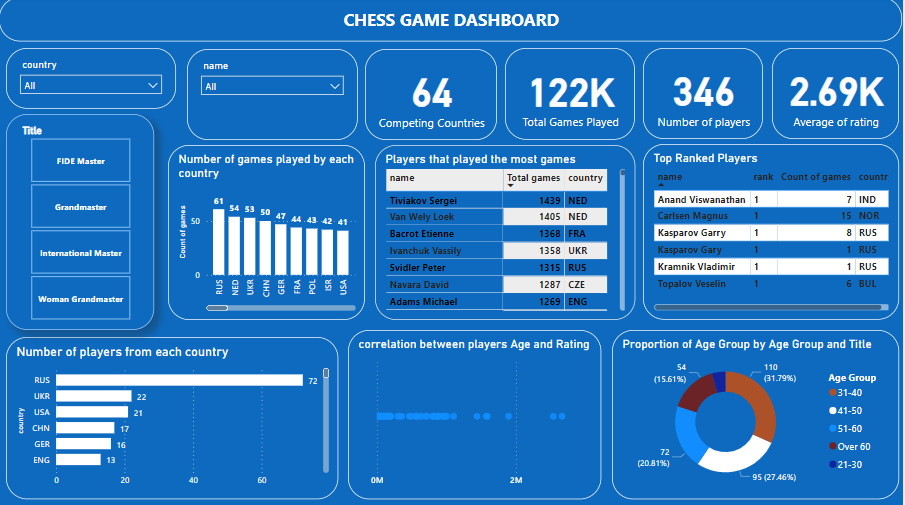 CHESS GAME DASHBOARD
country
All
name
All
64
Competing Countries
122K
Total Games Played
346
Number of players
2.69K
Average of rating
Title
FIDE Master
Grandmaster
International Master
Woman Grandmaster
Number of games played by each
country
Count of games
50
0
61 54 53 50 47 44 43 42 41
RUS NED UKR CHN GER FRA POL ISR USA
Players that played the most games
name Total games country
Tiviakov Sergei 1439 NED
Van Wely Loek 1405 NED
Bacrot Etienne 1368 FRA
Ivanchuk Vassily 1358 UKR
Svidler Peter 1315 RUS
Navara David 1287 CZE
Adams Michael 1269 ENG
Top Ranked Players
name rank Count of games countr
Anand Viswanathan 1 7 IND
Carlsen Magnus 1 15 NOR
Kasparov Garry 1 8 RUS
Kasparov Gary 1 1 RUS
Kramnik Vladimir 1 1 RUS
Topalov Veselin 1 6 BUL
Number of players from each country
country
RUS 72
UKR 22
USA 21
CHN 17
GER 16
ENG 13
0 20 40 60
correlation between players Age and Rating
0M 2M
Proportion of Age Group by Age Group and Title
54
(15.61%)
110
(31.79%)
72
(20.81%)
95 (27.46%)
Age Group
31-40
41-50
51-60
Over 60
21-30